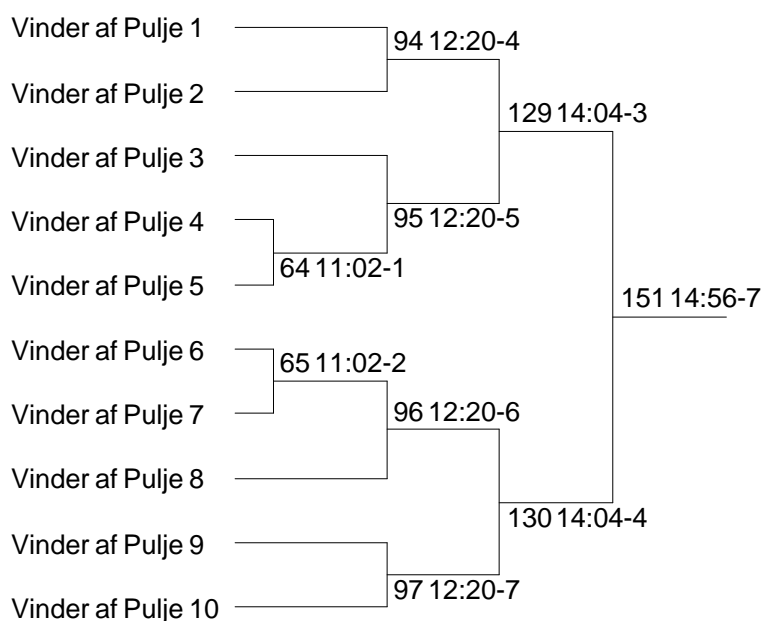 Vinder af Pulje 1
94 12:20-4
Vinder af Pulje 2
129 14:04-3
Vinder af Pulje 3
Vinder af Pulje 4
95 12:20-5
64 11:02-1
Vinder af Pulje 5
151 14:56-7
Vinder af Pulje 6
65 11:02-2
Vinder af Pulje 7
96 12:20-6
Vinder af Pulje 8
130 14:04-4
Vinder af Pulje 9
97 12:20-7
Vinder af Pulje 10